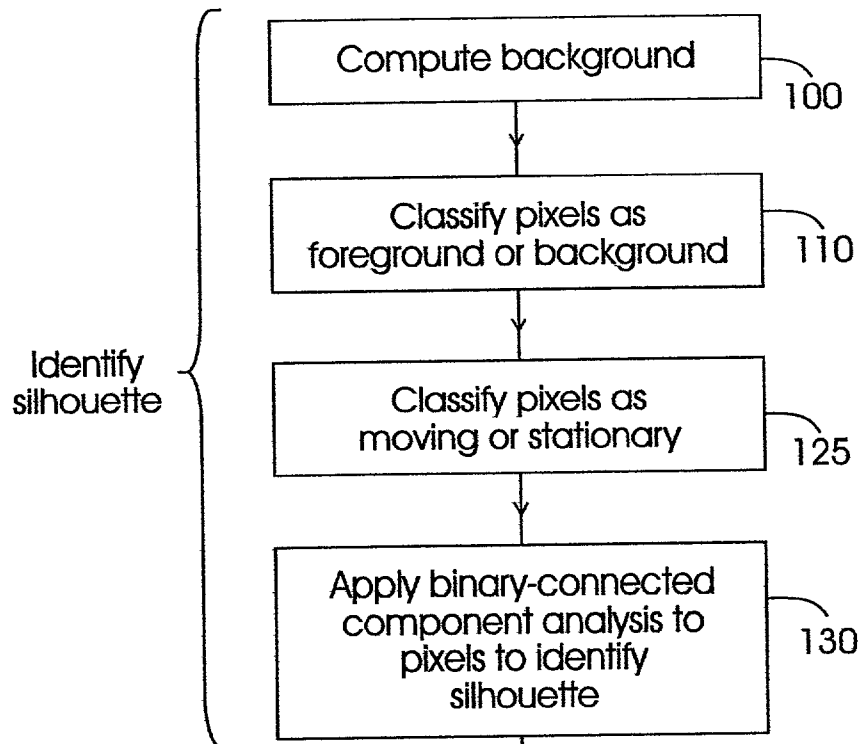 Compute background
100
Classify pixels as
foreground or background
110
Identify
silhouette
Classify pixels as
moving or stationary
125
Apply binary-connected
component analysis to
pixels to identify
silhouette
130